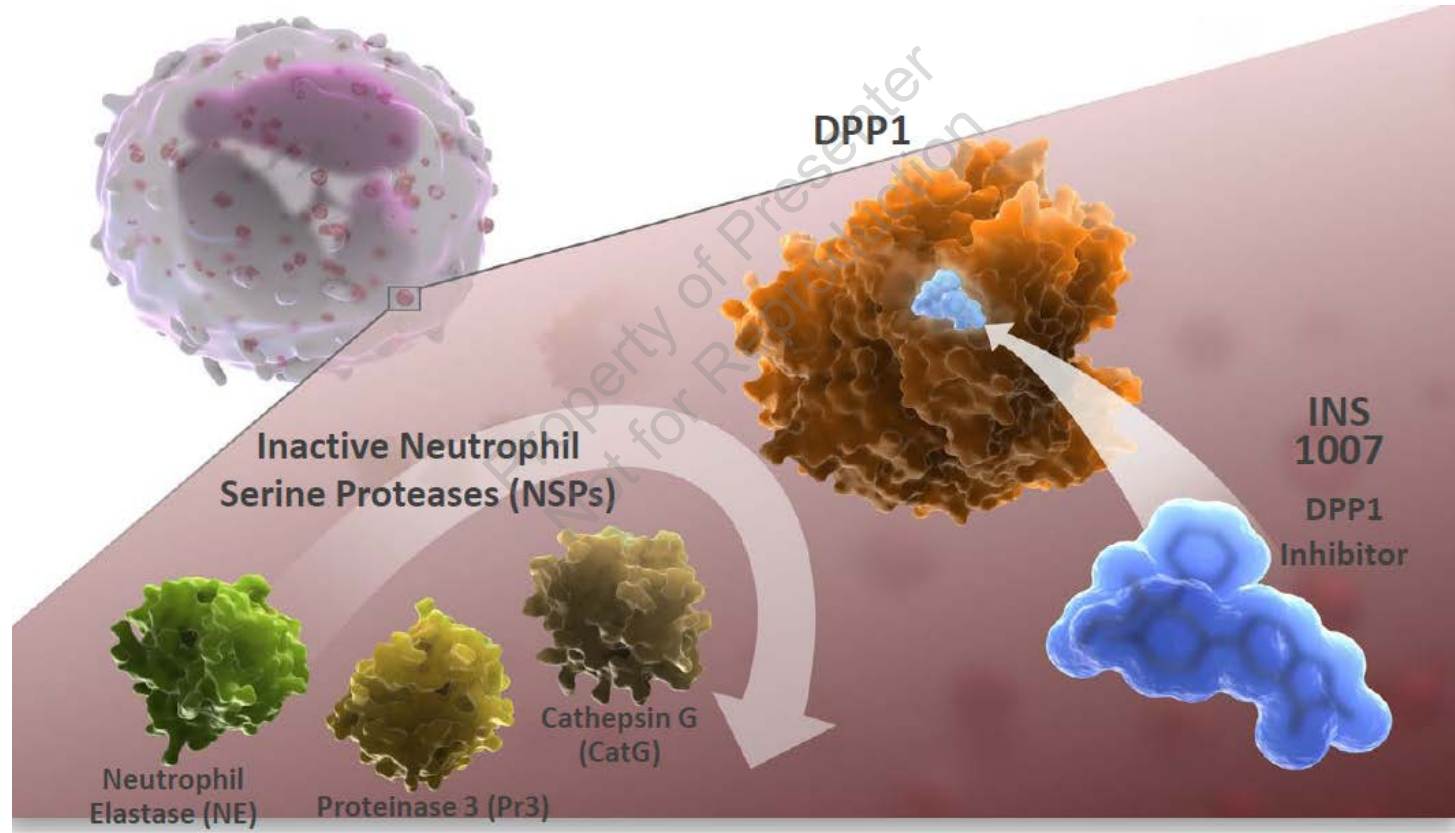 DPP1
Property of Presenter
Not for Reproduction
INS
1007
DPP1
Inhibitor
Inactive Neutrophil
Serine Proteases (NSPs)
Cathepsin G
(CatG)
Neutrophil
Elastase (NE)
Proteinase 3 (Pr3)